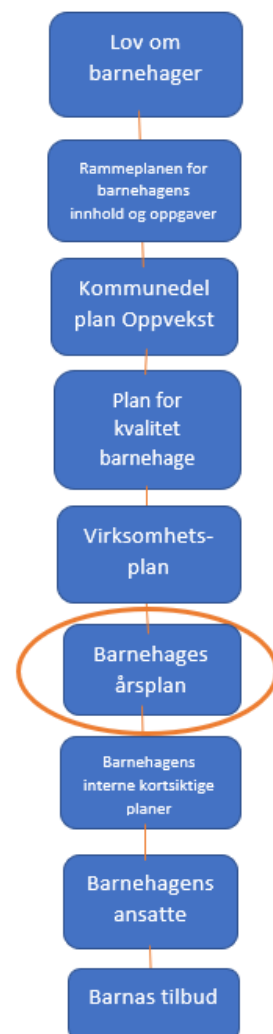 Lov om
barnehager
Rammeplanen for
barnehagens
innhold og oppgaver
Kommunedel
plan Oppvekst
Plan for
kvalitet
barnehage
Virksomhets-
plan
Barnehages
årsplan
Barnehagens
interne kortsiktige
planer
Barnehagens
ansatte
Barnas tilbud